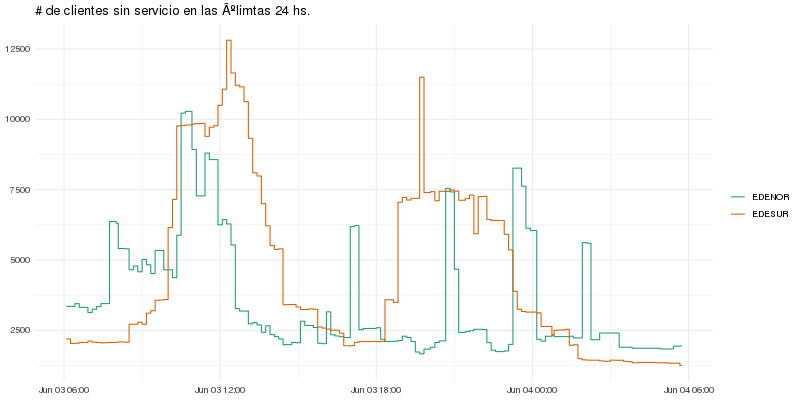 # de clientes sin servicio en las Ãºlimtas 24 hs.
12500
10000
7500
5000
2500
EDENOR
EDESUR
Jun 03 06:00
Jun 03 12:00
Jun 03 18:00
Jun 04 00:00
Jun 04 06:00